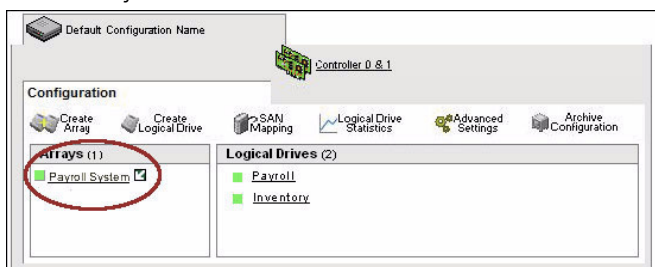 Default Configuration Name
Controller 0 & 1
Configuration
Create Array
Create Logical Drive
SAN Mapping
Logical Drive Statistics
Advanced Settings
Archive Configuration
Arrays (1)
Logical Drives (2)
Payroll System
Payroll
Inventory